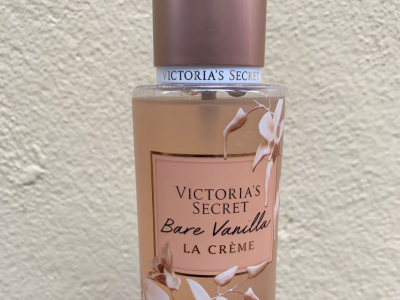 VICTORIA'S SECRET
VICTORIA'S
SECRET
Bare Vanilla
LA CRÈME